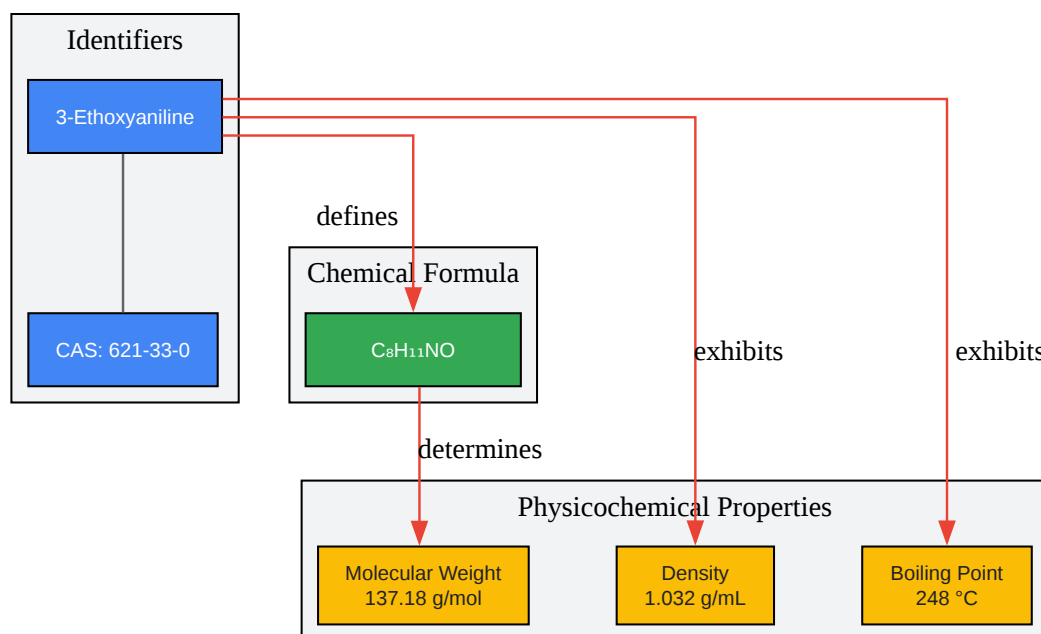 Identifiers
3-Ethoxyaniline
defines
Chemical Formula
CAS: 621-33-0
C₈H₁₁NO
exhibits
exhibits
determines
Physicochemical Properties
Molecular Weight
137.18 g/mol
Density
1.032 g/mL
Boiling Point
248 °C